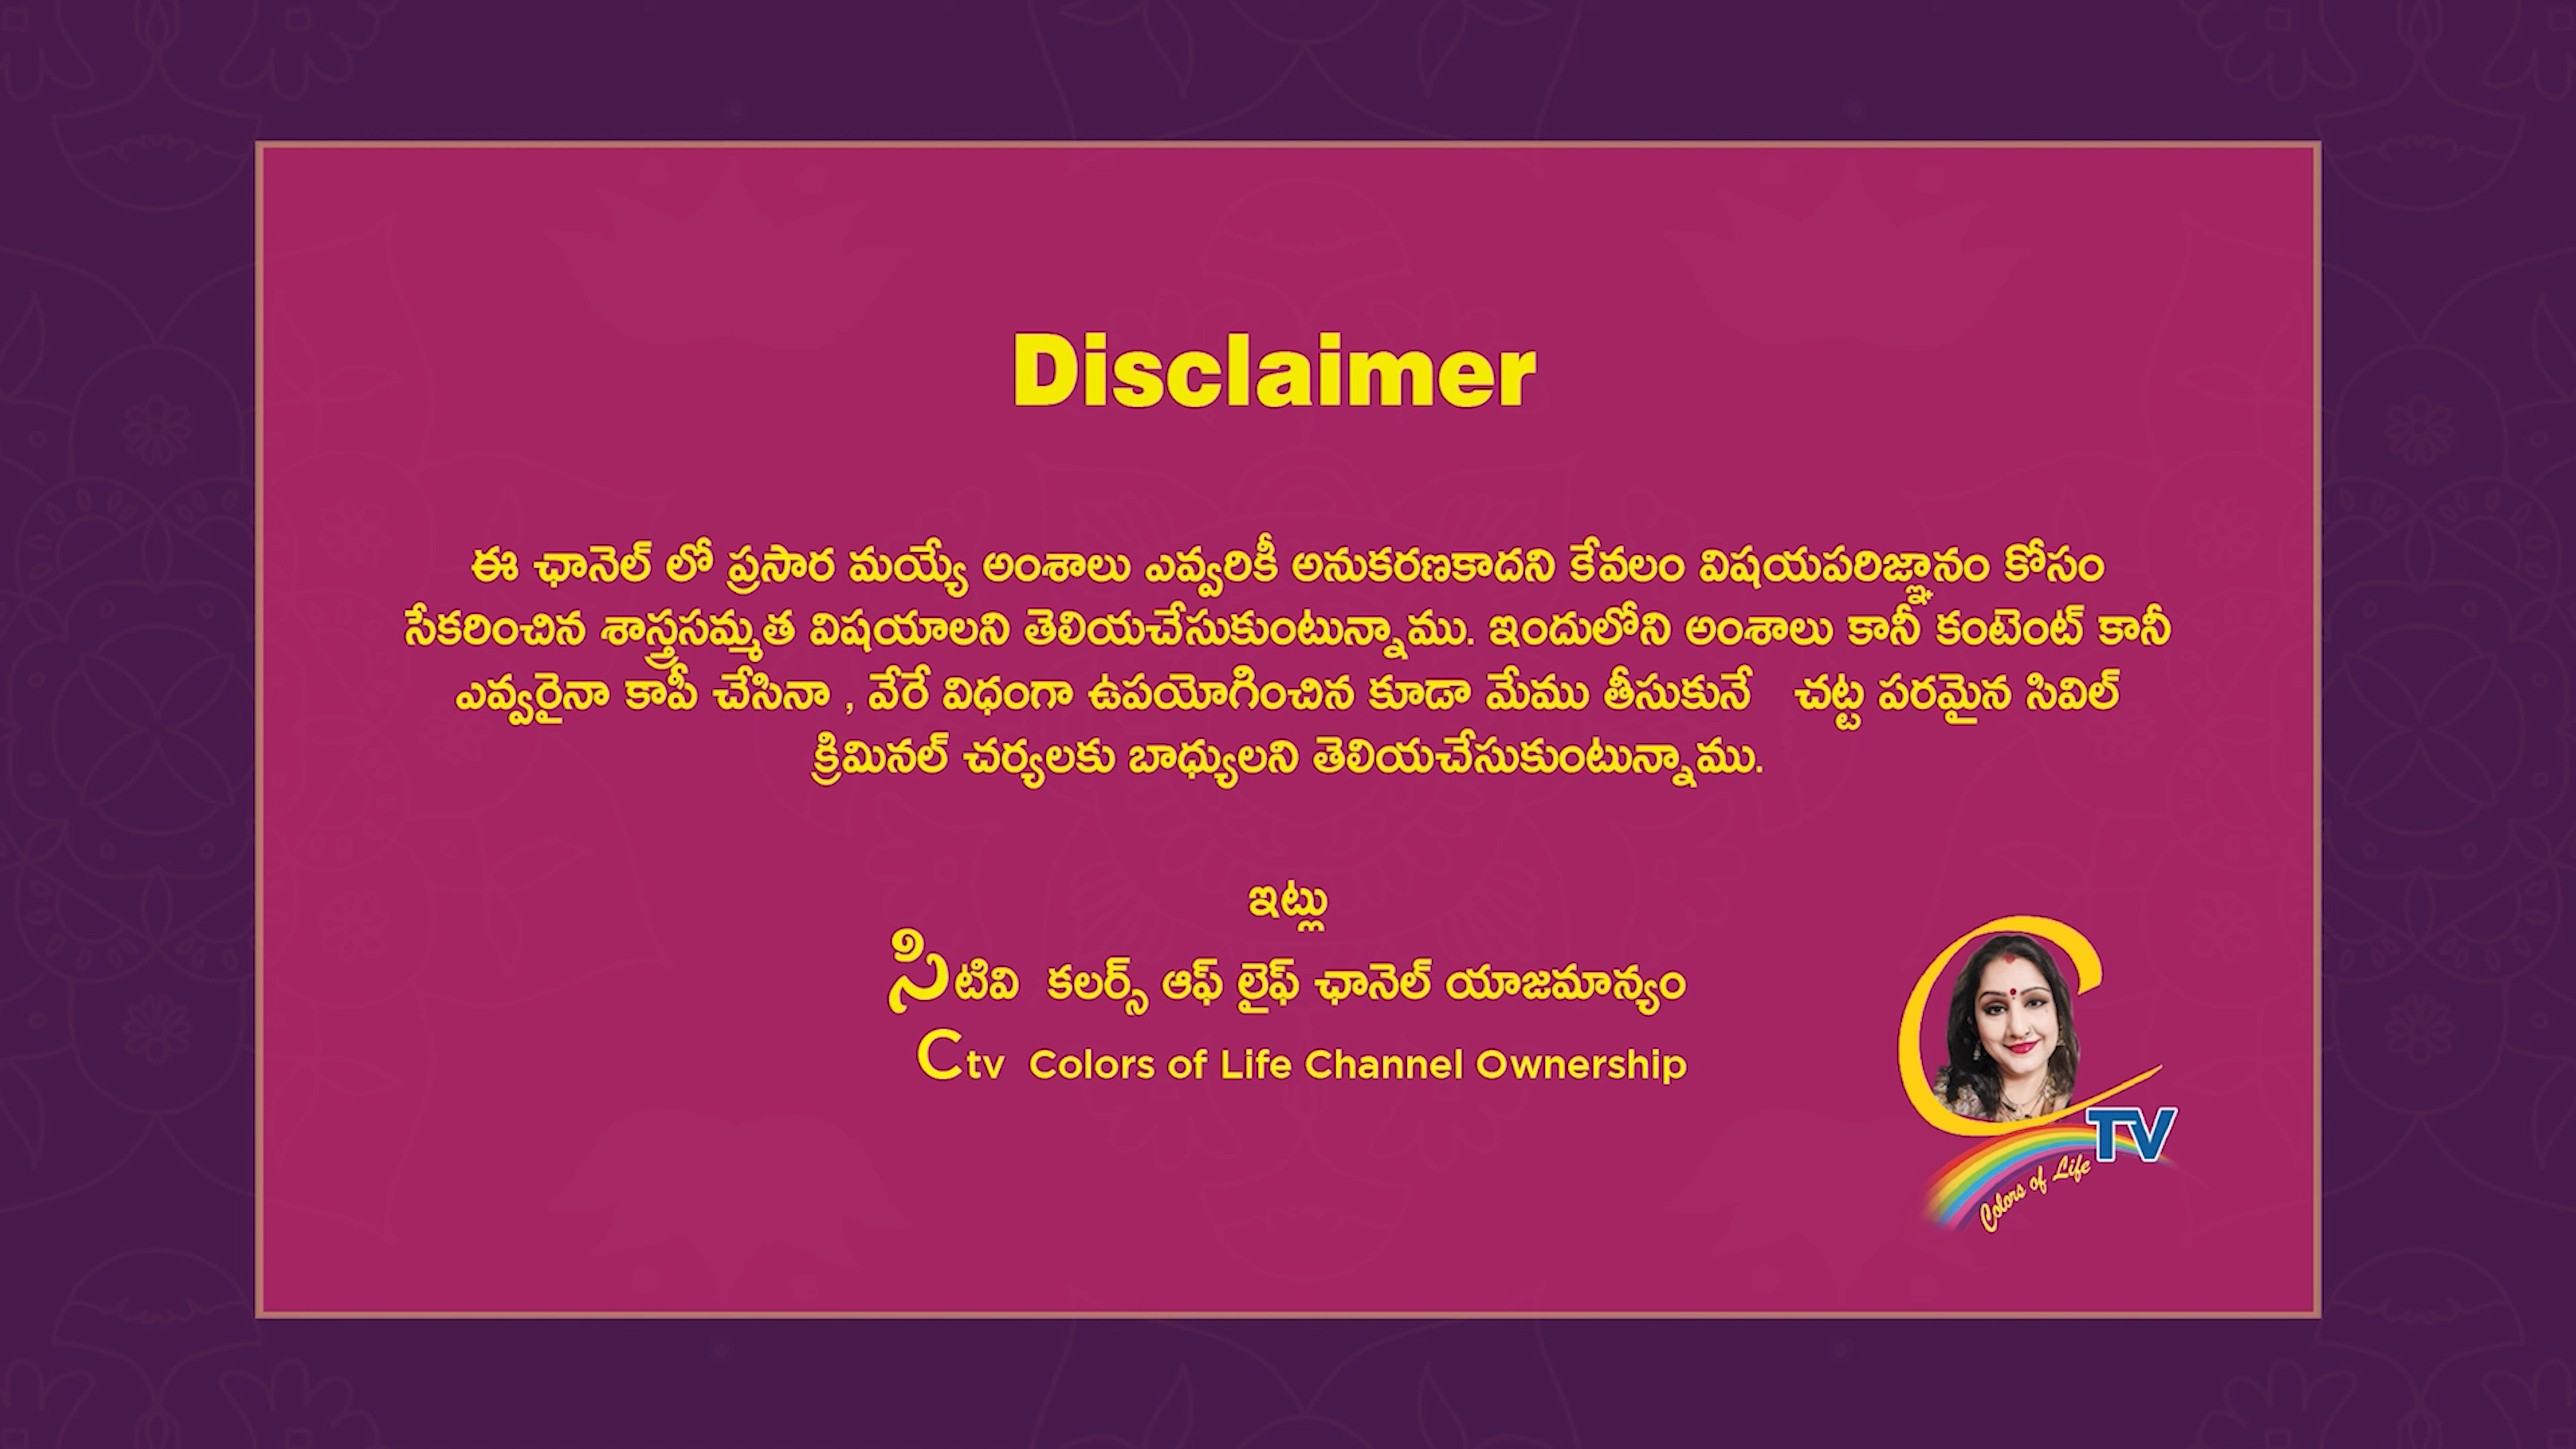 Disclaimer
ఈ ఛానెల్ లో ప్రసార మయ్యే అంశాలు ఎవ్వరికీ అనుకరణకాదని కేవలం విషయపరిజ్ఞానం కోసం
సేకరించిన శాస్త్రసమ్మత విషయాలని తెలియచేసుకుంటున్నాము. ఇందులోని అంశాలు కానీ కంటెంట్ కానీ
ఎవ్వరైనా కాపీ చేసినా , వేరే విధంగా ఉపయోగించిన కూడా మేము తీసుకునే చట్ట పరమైన సివిల్
క్రిమినల్ చర్యలకు బాధ్యులని తెలియచేసుకుంటున్నాము.
ఇట్లు
సిటివి కలర్స్ ఆఫ్ లైఫ్ ఛానెల్ యాజమాన్యం
Ctv Colors of Life Channel Ownership
C TV
Colors of Life